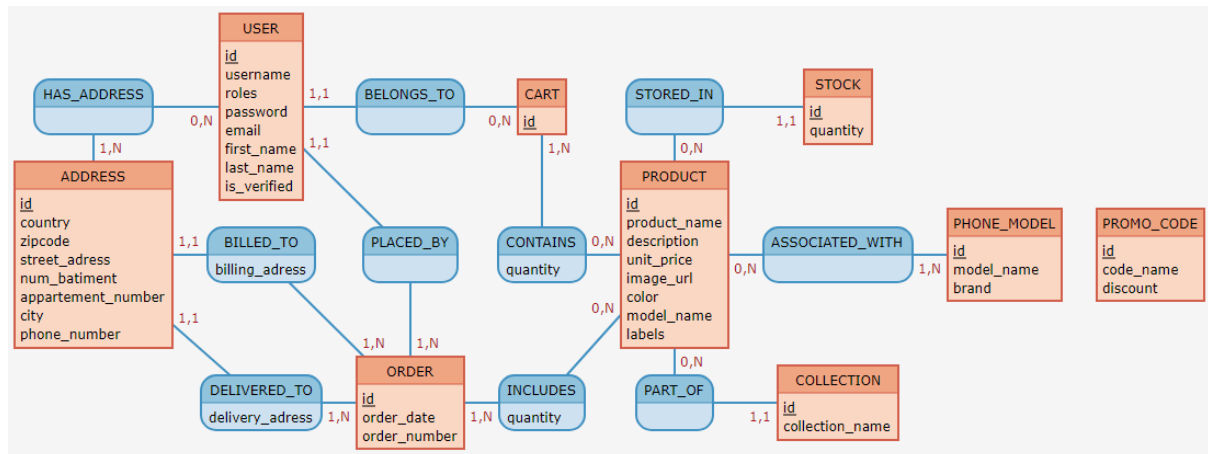 USER
id
username
roles
password
email
first_name
last_name
is_verified
HAS_ADDRESS
0,N
1,N
1,1
BELONGS_TO
0,N
CART
id
1,N
STORED_IN
1,1
0,N
STOCK
id
quantity
ADDRESS
id
country
zipcode
street_adress
num_batiment
appartement_number
city
phone_number
1,1
BILLED_TO
billing_adress
1,N
1,1
PLACED_BY
1,N
CONTAINS
quantity
0,N
PRODUCT
id
product_name
description
unit_price
image_url
color
model_name
labels
0,N
ASSOCIATED_WITH
1,N
PHONE_MODEL
id
model_name
brand
PROMO_CODE
id
code_name
discount
1,1
DELIVERED_TO
delivery_adress
1,N
ORDER
id
order_date
order_number
1,N
INCLUDES
quantity
0,N
0,N
PART_OF
1,1
COLLECTION
id
collection_name